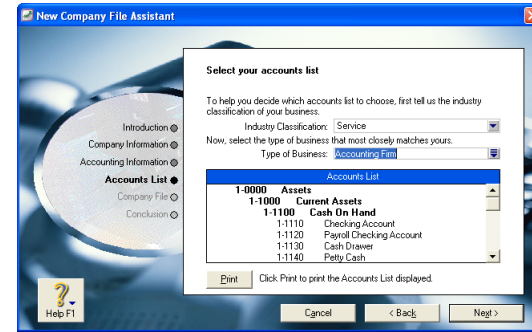 New Company File Assistant
Select your accounts list
To help you decide which accounts list to choose, first tell us the industry
classification of your business.
Industry Classification: Service
Now, select the type of business that most closely matches yours.
Type of Business: Accounting Firm
Introduction
Company Information
Accounting Information
Accounts List
Company File
Conclusion
Accounts List
1-0000 Assets
1-1000 Current Assets
1-1100 Cash On Hand
1-1110 Checking Account
1-1120 Payroll Checking Account
1-1130 Cash Drawer
1-1140 Petty Cash
Print Click Print to print the Accounts List displayed.
Help F1
Cancel < Back Next >